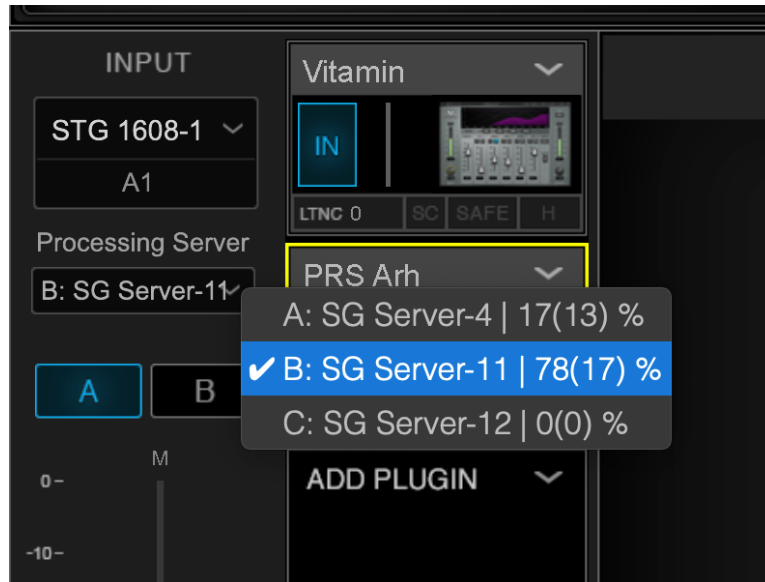 INPUT
STG 1608-1
A1
Processing Server
B: SG Server-11
A
B
M
0-
-10-
Vitamin
IN
LTNC 0
SC
SAFE
H
PRS Arh
A: SG Server-4 | 17(13) %
✔ B: SG Server-11 | 78(17) %
C: SG Server-12 | 0(0) %
ADD PLUGIN